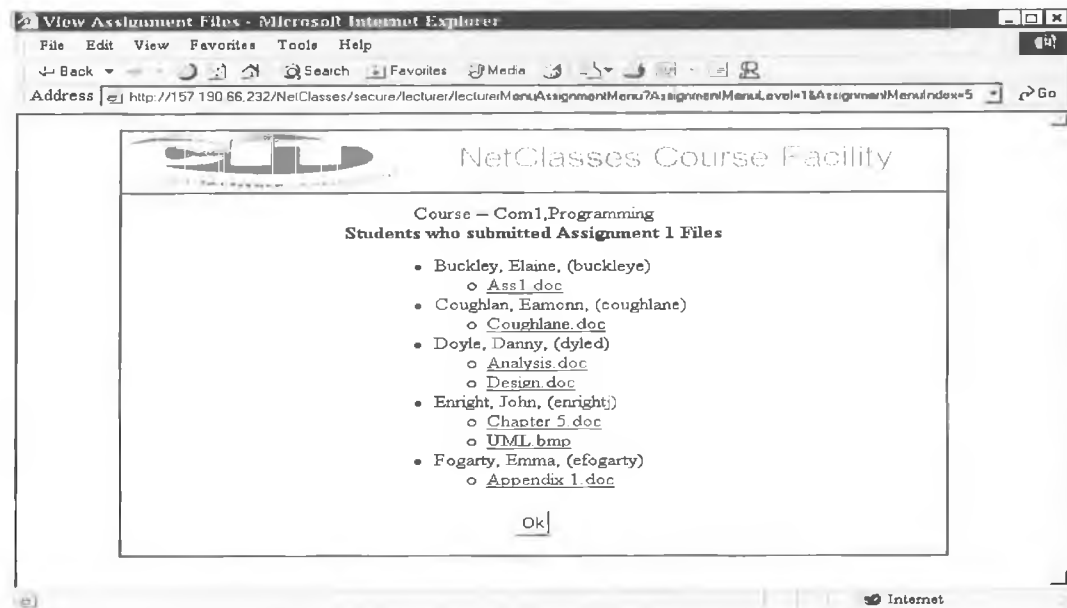 View Assignment Files - Microsoft Internet Explorer
File Edit View Favorites Tools Help
Back Search Favorites Media
Address http://157.190.66.232/NetClasses/secure/lecturer/lecturerMenuAssignmentMenu?AssignmentMenuLevel=1&AssignmentMenuIndex=5 Go
NetClasses Course Facility
Course – Com1,Programming
Students who submitted Assignment 1 Files
• Buckley, Elaine, (buckleye)
o Ass1.doc
• Coughlan, Eamonn, (coughlane)
o Coughlane.doc
• Doyle, Danny, (dyled)
o Analysis.doc
o Design.doc
• Enright, John, (enrightj)
o Chapter 5.doc
o UML.bmp
• Fogarty, Emma, (efogarty)
o Appendix 1.doc
Ok
Internet